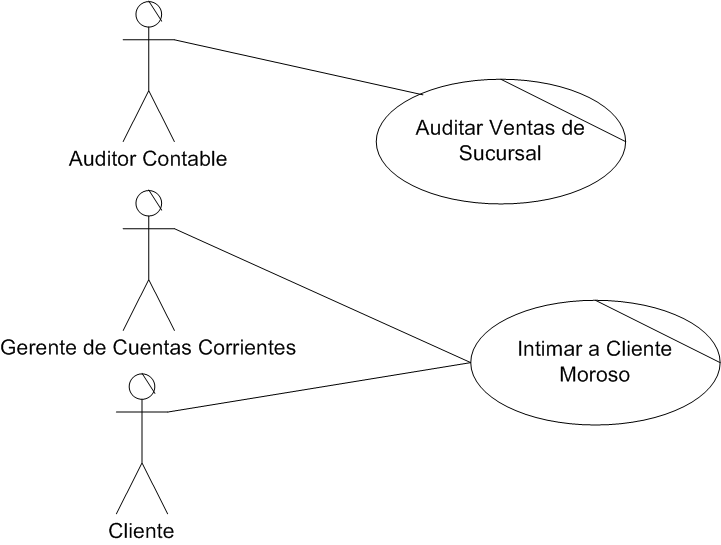 Auditar Ventas de
Sucursal
Auditor Contable
Gerente de Cuentas Corrientes
Intimar a Cliente
Moroso
Cliente